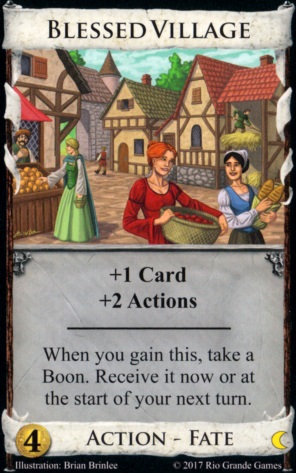 BLESSED VILLAGE
+1 Card
+2 Actions
When you gain this, take a
Boon. Receive it now or at
the start of your next turn.
4 ACTION - FATE
Illustration: Brian Brinlee © 2017 Rio Grande Games